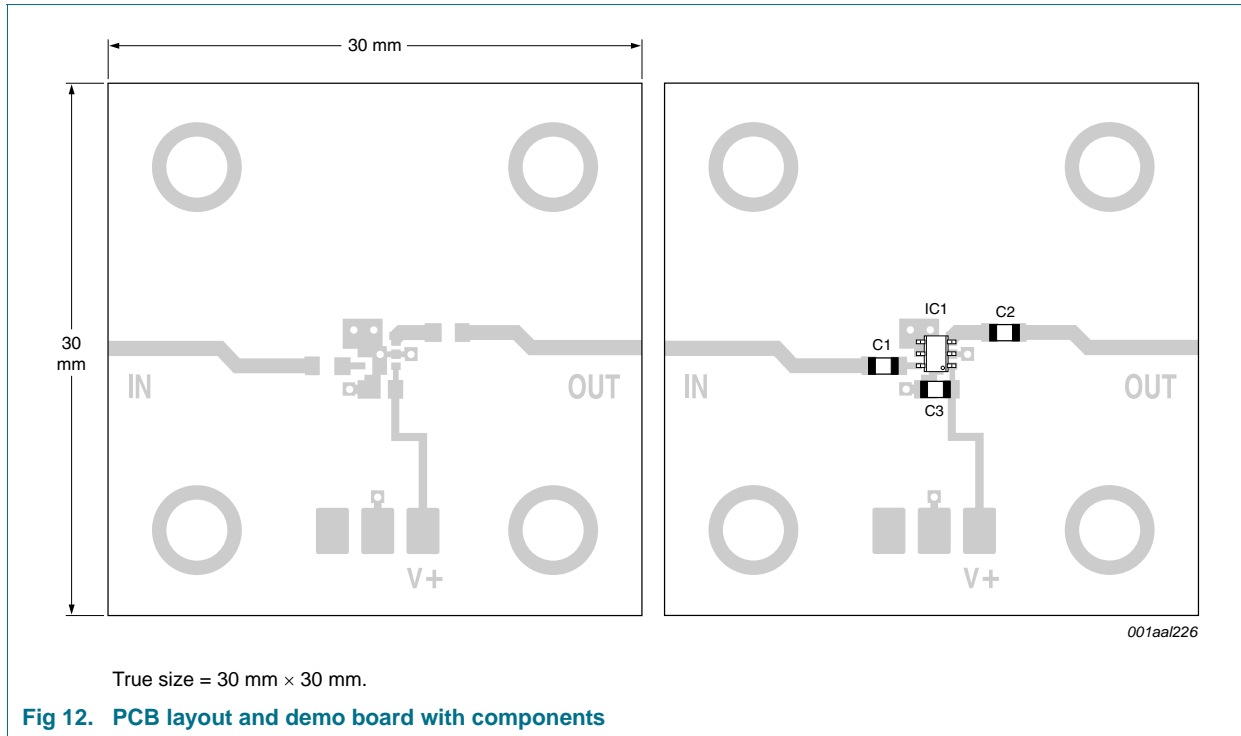 30 mm
30
mm
IN
OUT
V+
IC1
C2
C1
C3
IN
OUT
V+
001aal226
True size = 30 mm × 30 mm.
Fig 12. PCB layout and demo board with components